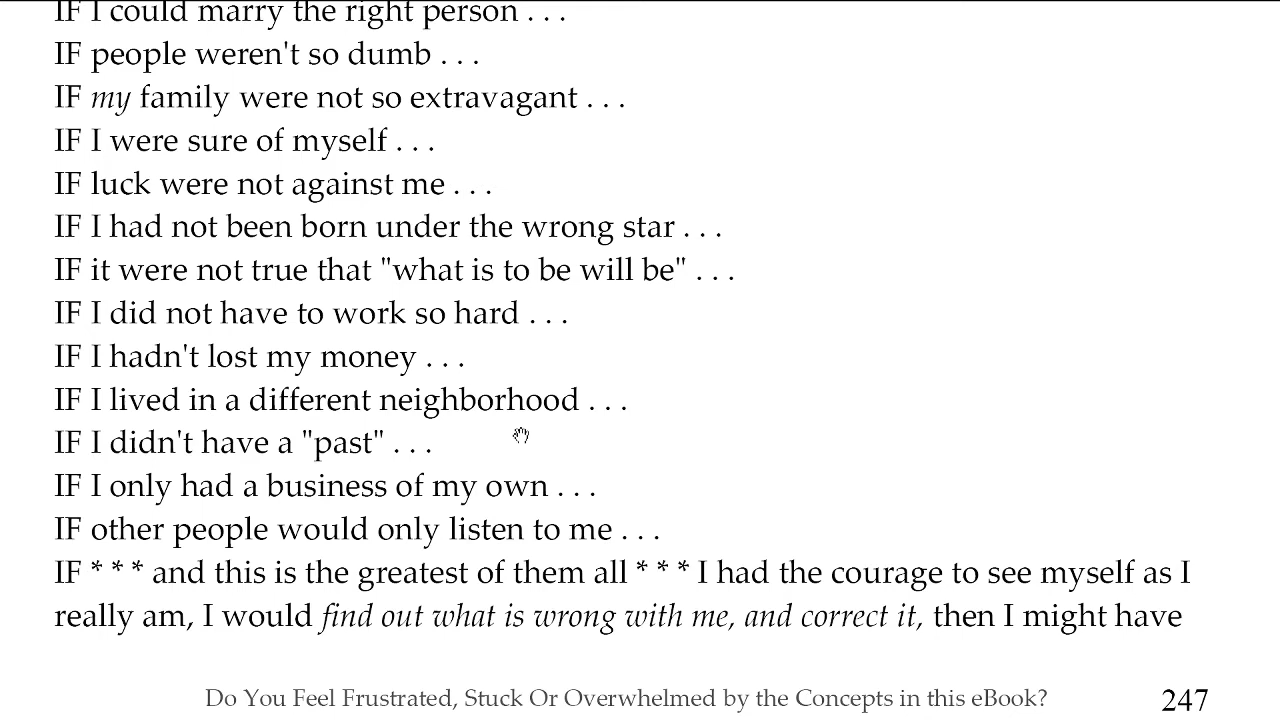 IF I could marry the right person . . .
IF people weren't so dumb . . .
IF my family were not so extravagant . . .
IF I were sure of myself . . .
IF luck were not against me . . .
IF I had not been born under the wrong star . . .
IF it were not true that "what is to be will be" . . .
IF I did not have to work so hard . . .
IF I hadn't lost my money . . .
IF I lived in a different neighborhood . . .
IF I didn't have a "past" . . .
IF I only had a business of my own . . .
IF other people would only listen to me . . .
IF * * * and this is the greatest of them all * * * I had the courage to see myself as I
really am, I would find out what is wrong with me, and correct it, then I might have
Do You Feel Frustrated, Stuck Or Overwhelmed by the Concepts in this eBook? 247